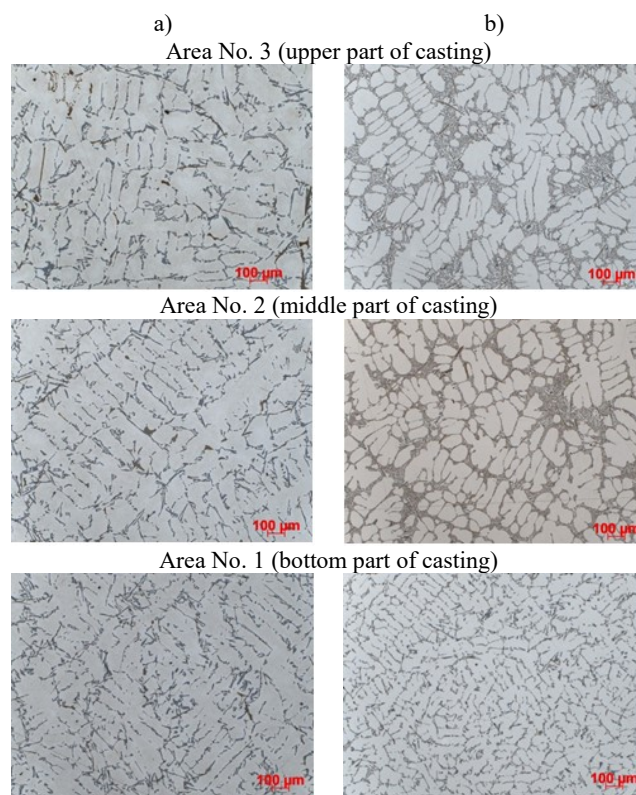 a) b)
Area No. 3 (upper part of casting)
100 µm 100 µm
Area No. 2 (middle part of casting)
100 µm 100 µm
Area No. 1 (bottom part of casting)
100 µm 100 µm